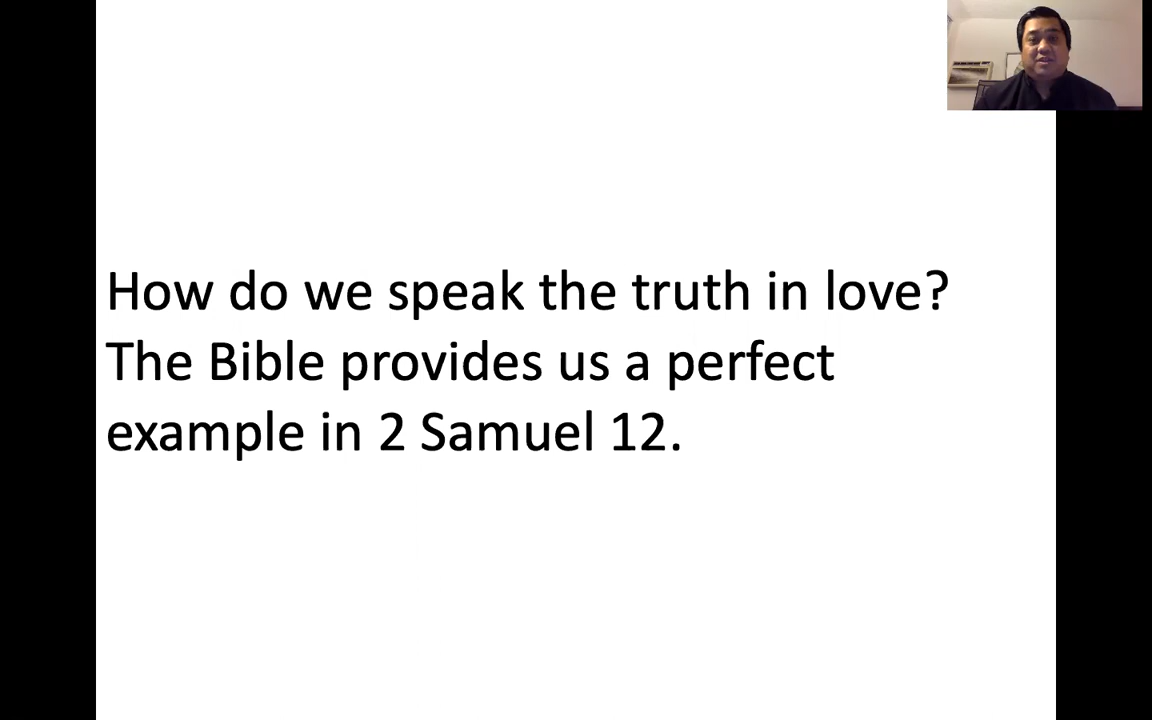 How do we speak the truth in love?
The Bible provides us a perfect
example in 2 Samuel 12.